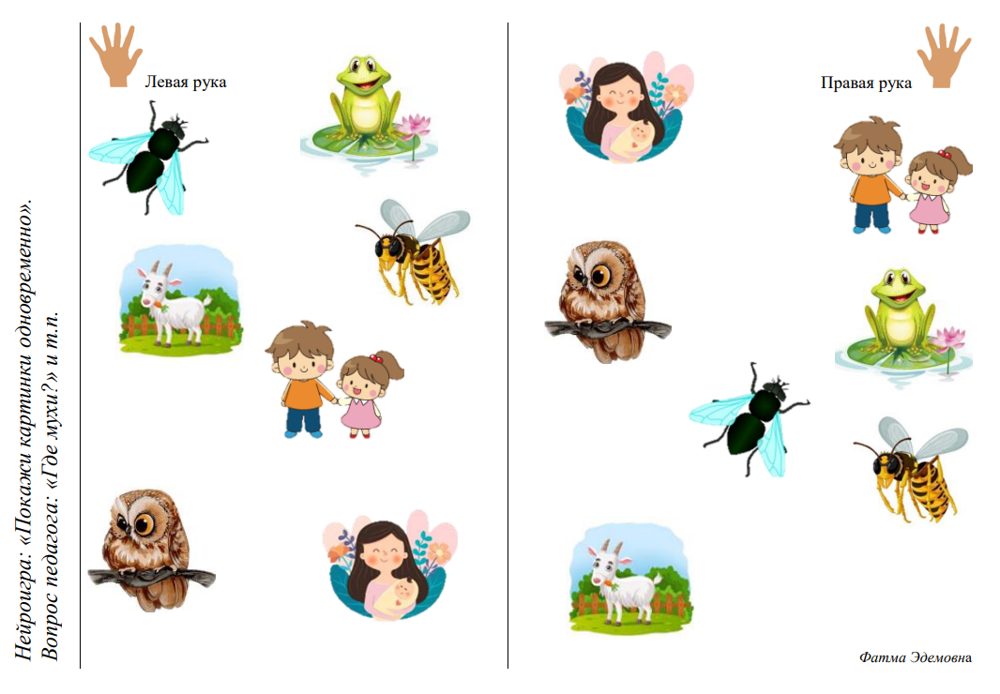 Нейроигра: «Покажи картинки одновременно».
Вопрос педагога: «Где мухи?» и т.п.
Левая рука
Правая рука
Фатма Эдемовна